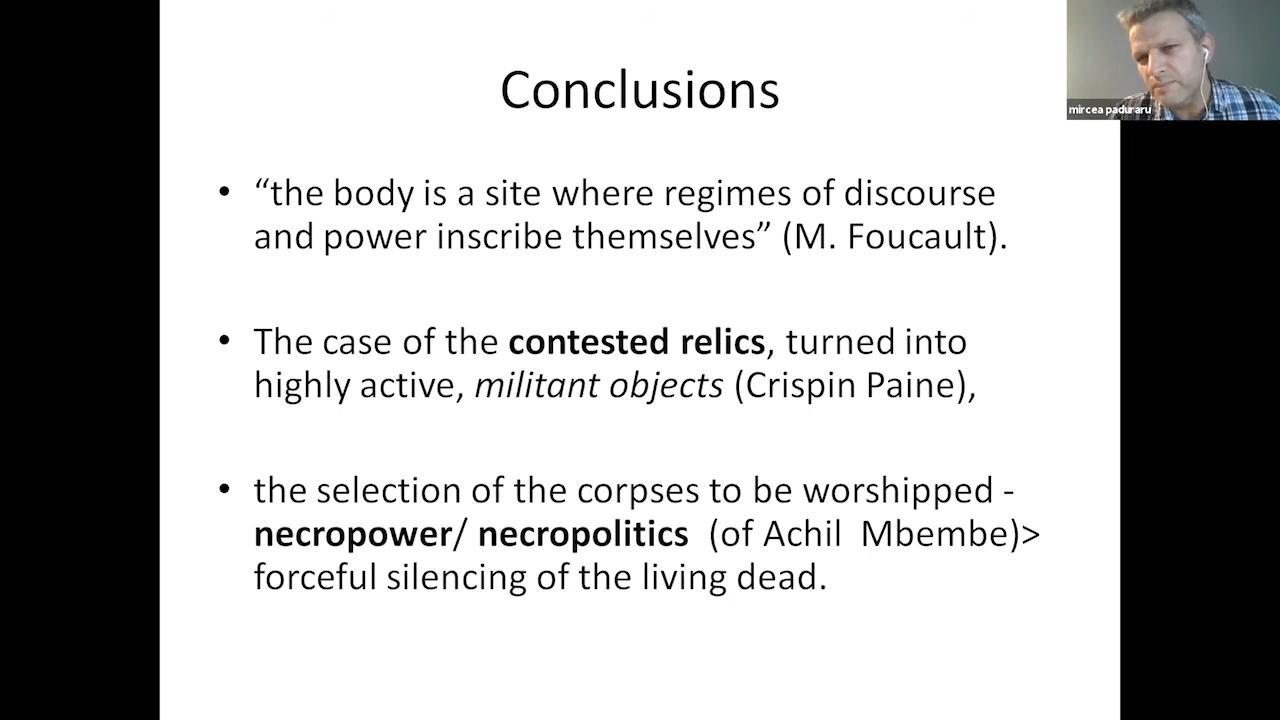 Conclusions
mircea paduraru
• “the body is a site where regimes of discourse
and power inscribe themselves” (M. Foucault).
• The case of the contested relics, turned into
highly active, militant objects (Crispin Paine),
• the selection of the corpses to be worshipped -
necropower/ necropolitics (of Achil Mbembe)>
forceful silencing of the living dead.